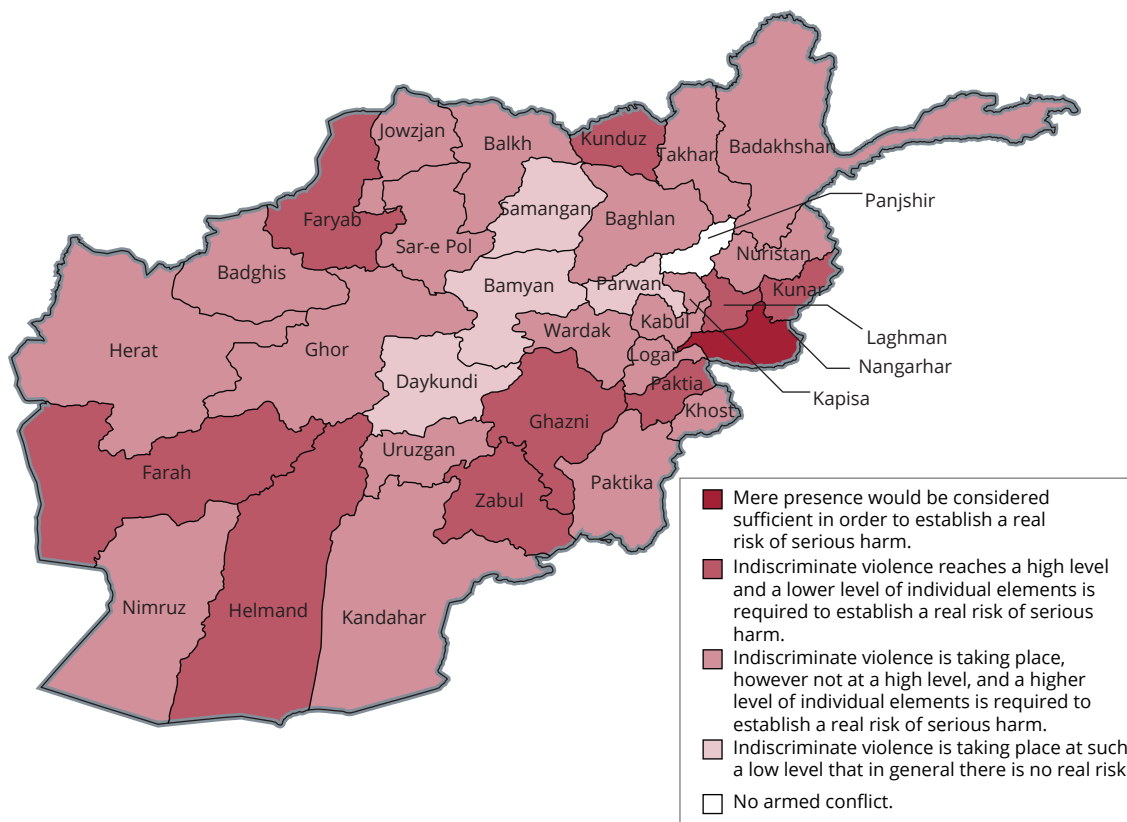 Jowzjan
Balkh
Kunduz
Takhar
Badakhshan
Panjshir
Samangan
Baghlan
Faryab
Sar-e Pol
Nuristan
Badghis
Bamyan
Parwan
Kunar
Kabul
Wardak
Laghman
Herat
Ghor
Logar
Nangarhar
Daykundi
Paktia
Kapisa
Khost
Ghazni
Uruzgan
Farah
Paktika
Zabul
Nimruz
Helmand
Kandahar
Mere presence would be considered
sufficient in order to establish a real
risk of serious harm.
Indiscriminate violence reaches a high level
and a lower level of individual elements is
required to establish a real risk of serious
harm.
Indiscriminate violence is taking place,
however not at a high level, and a higher
level of individual elements is required to
establish a real risk of serious harm.
Indiscriminate violence is taking place at such
a low level that in general there is no real risk
No armed conflict.